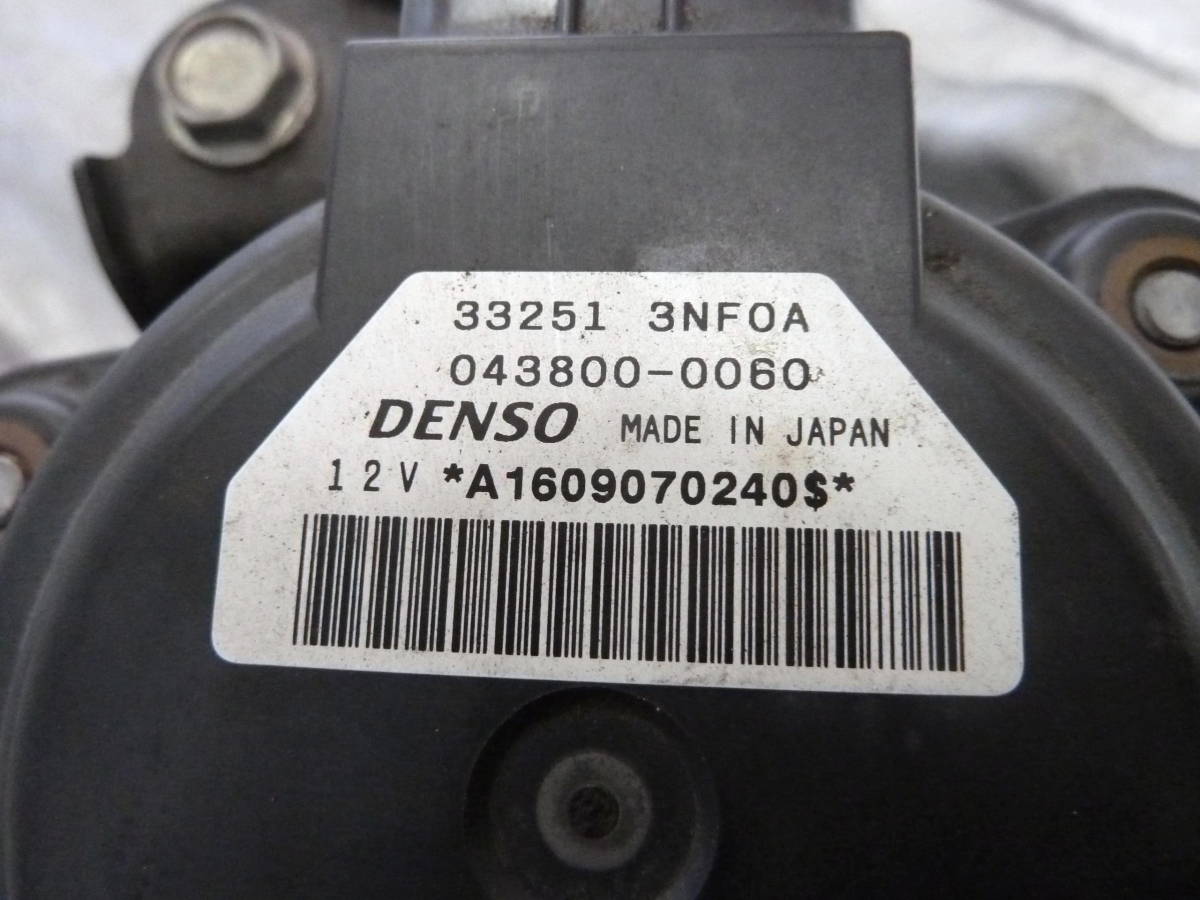 33251 3NF0A
043800-0060
DENSO MADE IN JAPAN
12V *A1609070240$*